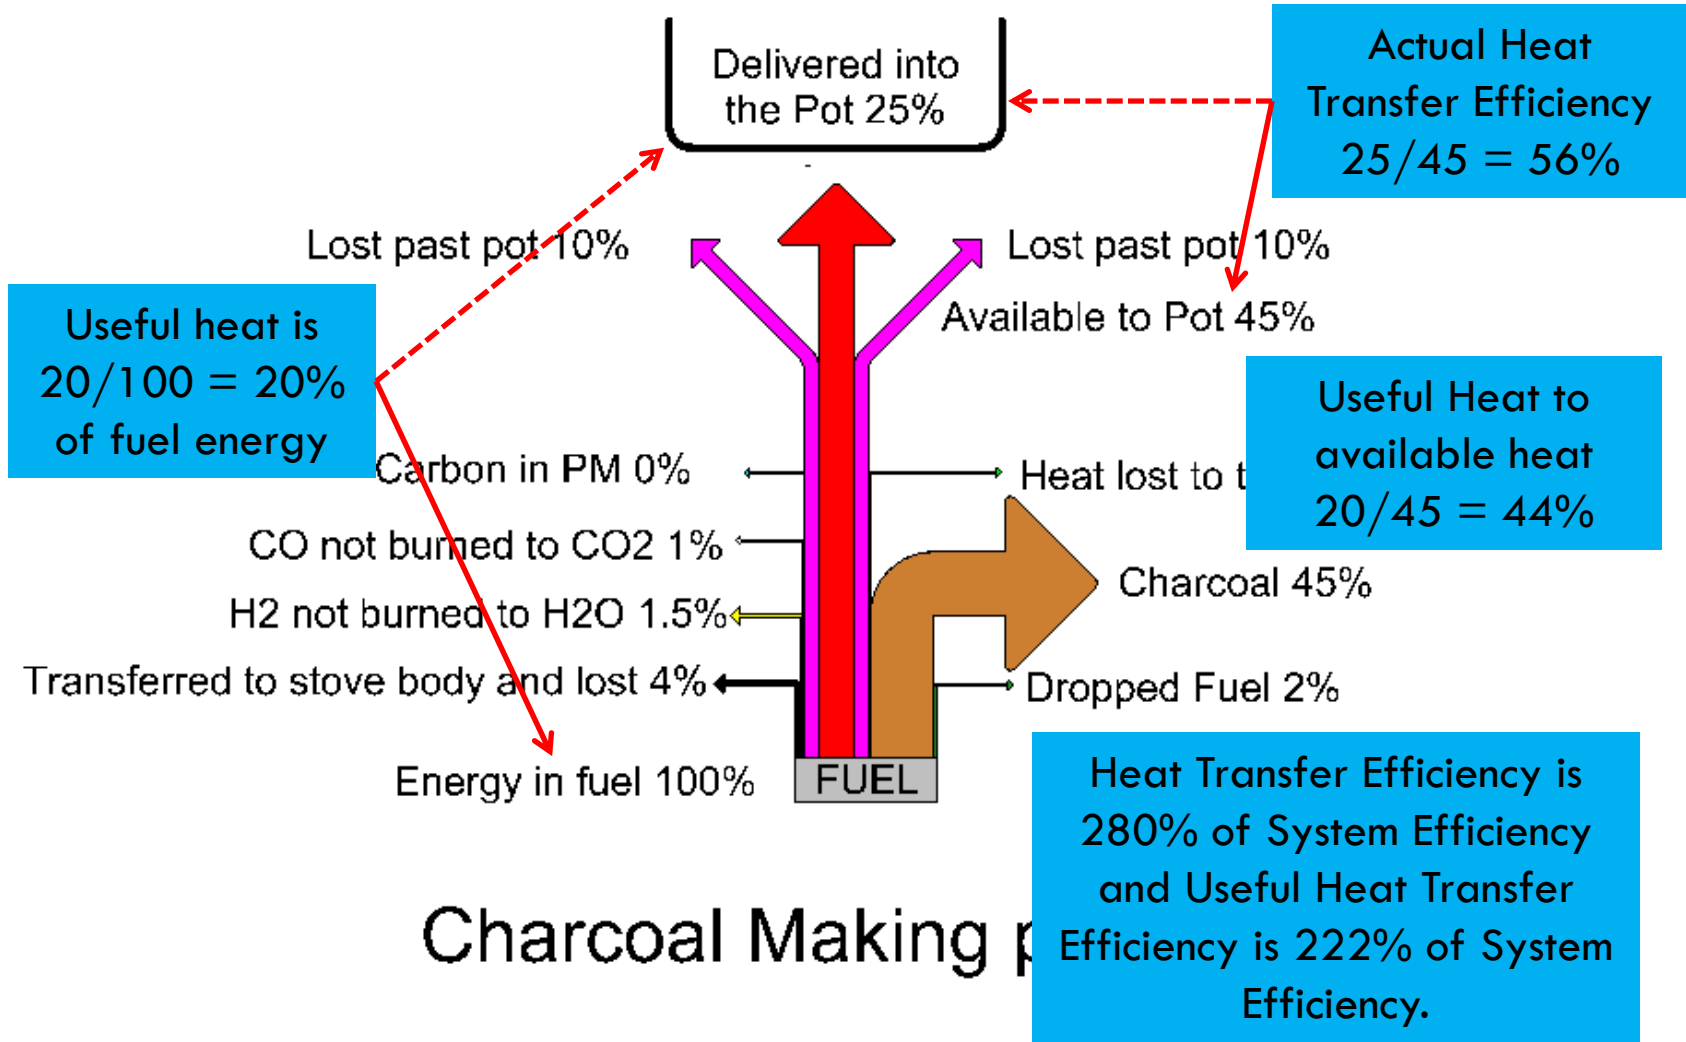 Delivered into
the Pot 25%
Actual Heat
Transfer Efficiency
25/45 = 56%
Lost past pot 10%
Lost past pot 10%
Available to Pot 45%
Useful heat is
20/100 = 20%
of fuel energy
Useful Heat to
available heat
20/45 = 44%
Carbon in PM 0%
Heat lost to
CO not burned to CO2 1%
Charcoal 45%
H2 not burned to H2O 1.5%
Transferred to stove body and lost 4%
Dropped Fuel 2%
Energy in fuel 100%
FUEL
Heat Transfer Efficiency is
280% of System Efficiency
and Useful Heat Transfer
Efficiency is 222% of System
Efficiency.
Charcoal Making